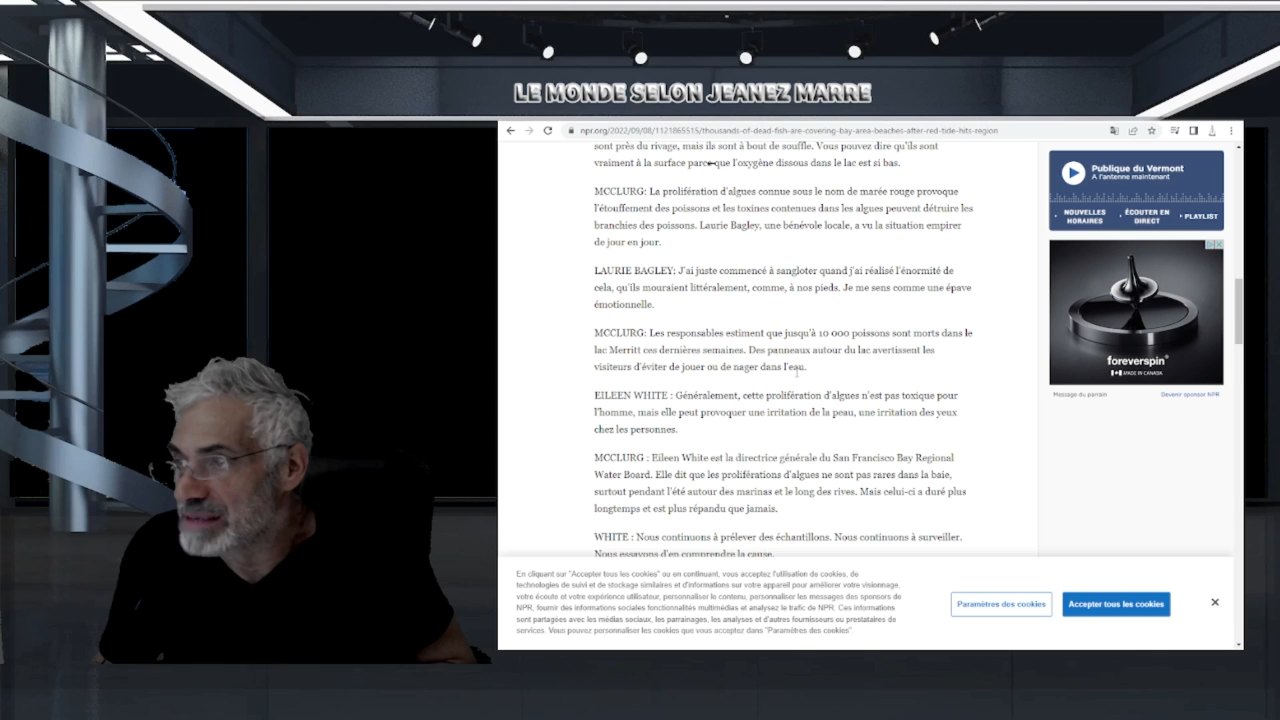 LE MONDE SELON JEANEZ MARRE
npr.org/2022/09/08/1121865515/thousands-of-dead-fish-are-covering-bay-area-beaches-after-red-tide-hits-region
sont près du rivage, mais ils sont à bout de souffle. Vous pouvez dire qu'ils sont
vraiment à la surface parce que l'oxygène dissous dans le lac est si bas.
MCCLURG: La prolifération d'algues connue sous le nom de marée rouge provoque
l'étouffement des poissons et les toxines contenues dans les algues peuvent détruire les
branchies des poissons. Laurie Bagley, une bénévole locale, a vu la situation empirer
de jour en jour.
LAURIE BAGLEY: J'ai juste commencé à sangloter quand j'ai réalisé l'énormité de
cela, qu'ils mouraient littéralement, comme, à nos pieds. Je me sens comme une épave
émotionnelle.
MCCLURG: Les responsables estiment que jusqu'à 10 000 poissons sont morts dans le
lac Merritt ces dernières semaines. Des panneaux autour du lac avertissent les
visiteurs d'éviter de jouer ou de nager dans l'eau.
EILEEN WHITE : Généralement, cette prolifération d'algues n'est pas toxique pour
l'homme, mais elle peut provoquer une irritation de la peau, une irritation des yeux
chez les personnes.
MCCLURG : Eileen White est la directrice générale du San Francisco Bay Regional
Water Board. Elle dit que les proliférations d'algues ne sont pas rares dans la baie,
surtout pendant l'été autour des marinas et le long des rives. Mais celui-ci a duré plus
longtemps et est plus répandu que jamais.
WHITE : Nous continuons à prélever des échantillons. Nous continuons à surveiller.
Nous essayons d'en comprendre la cause.
Publique du Vermont
A l'antenne maintenant
NOUVELLES HORAIRES
ÉCOUTER EN DIRECT
PLAYLIST
foreverspin
MADE IN CANADA
Message du parrain
Devenir sponsor NPR
En cliquant sur "Accepter tous les cookies" ou en continuant, vous acceptez l'utilisation de cookies, de
technologies de suivi et de stockage similaires et d'informations sur votre appareil pour améliorer votre visionnage,
votre écoute et votre expérience utilisateur, personnaliser le contenu, personnaliser les messages des sponsors de
NPR, fournir des informations sociales fonctionnalités multimédias et analysez le trafic de NPR. Ces informations
sont partagées avec les médias sociaux, les parrainages, les analyses et d'autres fournisseurs ou prestataires de
services. Vous pouvez personnaliser les cookies que vous acceptez dans "Paramètres des cookies".
Paramètres des cookies
Accepter tous les cookies